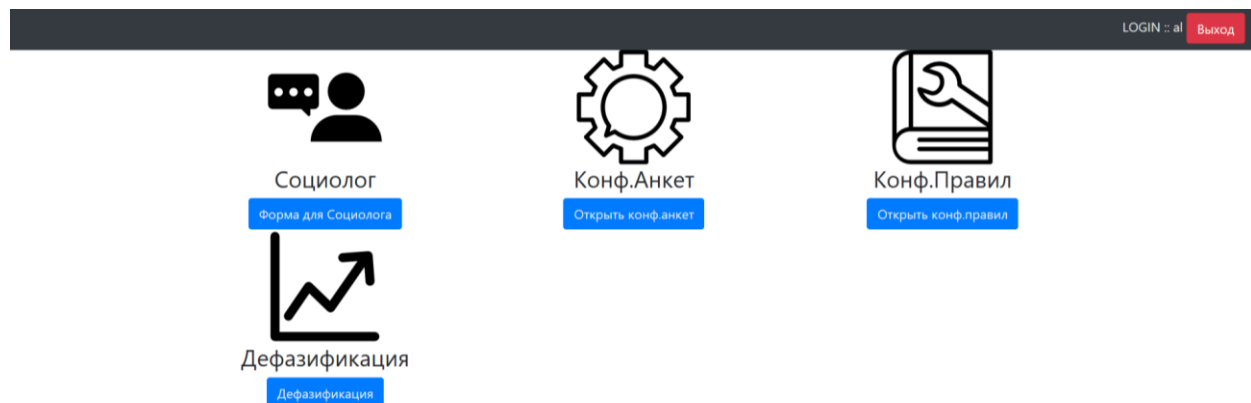 LOGIN :: al Выход
Социолог
Форма для Социолога
Конф.Анкет
Открыть конф.анкет
Конф.Правил
Открыть конф.правил
Дефазификация
Дефазификация